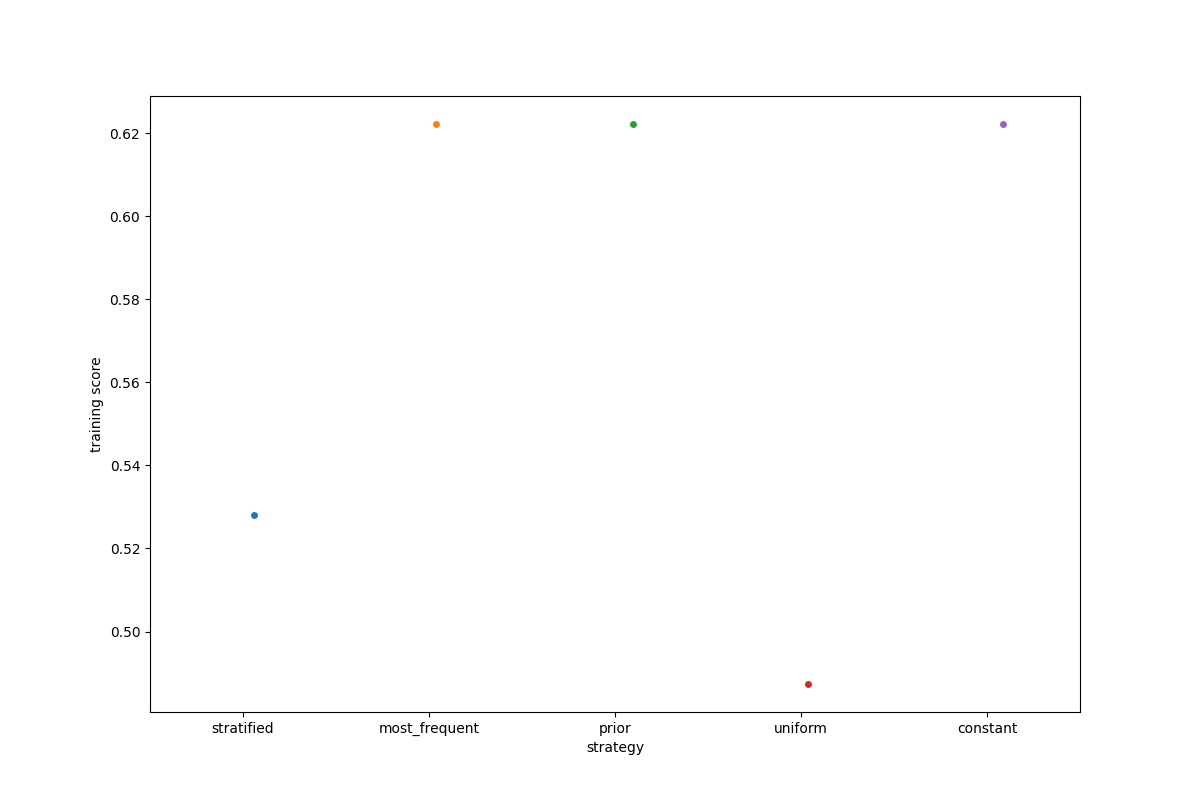 0.62
0.60
0.58
0.56
0.54
0.52
0.50
training score
stratified most_frequent prior uniform constant
strategy